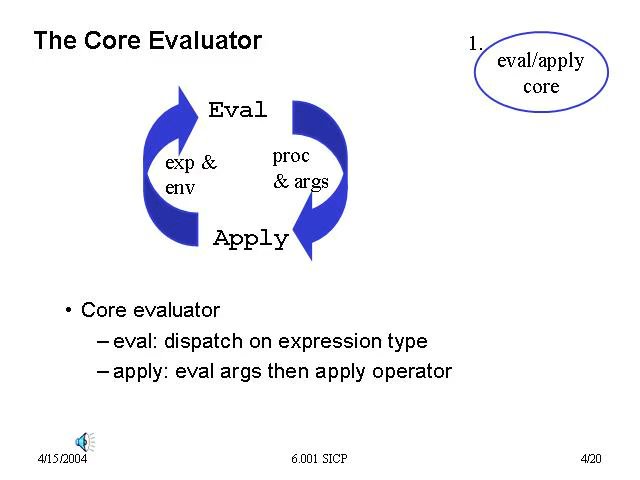 The Core Evaluator
1.
eval/apply
core
Eval
exp &
env
proc
& args
Apply
• Core evaluator
– eval: dispatch on expression type
– apply: eval args then apply operator
4/15/2004
6.001 SICP
4/20